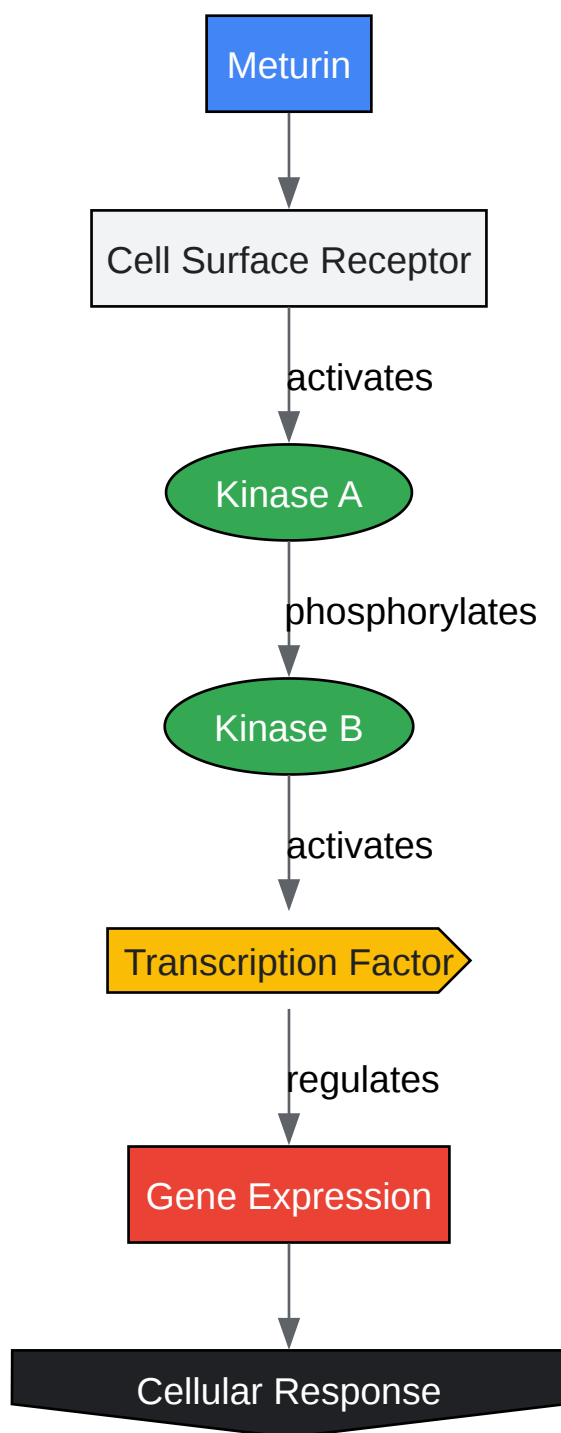 Meturin
Cell Surface Receptor
activates
Kinase A
phosphorylates
Kinase B
activates
Transcription Factor
regulates
Gene Expression
Cellular Response